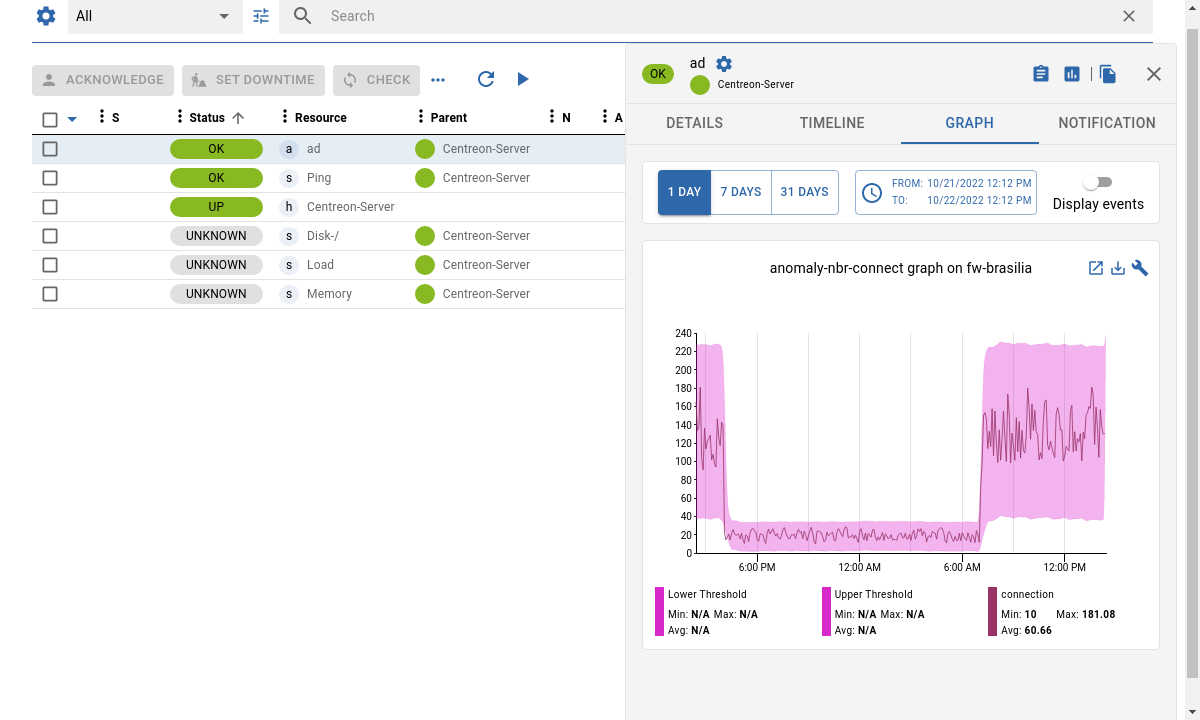 All
Search
ACKNOWLEDGE
SET DOWNTIME
CHECK
S
Status
Resource
Parent
N
A
OK
a
ad
Centreon-Server
OK
s
Ping
Centreon-Server
UP
h
Centreon-Server
UNKNOWN
s
Disk-/
Centreon-Server
UNKNOWN
s
Load
Centreon-Server
UNKNOWN
s
Memory
Centreon-Server
OK
ad
Centreon-Server
DETAILS
TIMELINE
GRAPH
NOTIFICATION
1 DAY
7 DAYS
31 DAYS
FROM: 10/21/2022 12:12 PM
TO: 10/22/2022 12:12 PM
Display events
anomaly-nbr-connect graph on fw-brasilia
240
220
200
180
160
140
120
100
80
60
40
20
0
6:00 PM
12:00 AM
6:00 AM
12:00 PM
Lower Threshold
Min: N/A Max: N/A
Avg: N/A
Upper Threshold
Min: N/A Max: N/A
Avg: N/A
connection
Min: 10 Max: 181.08
Avg: 60.66